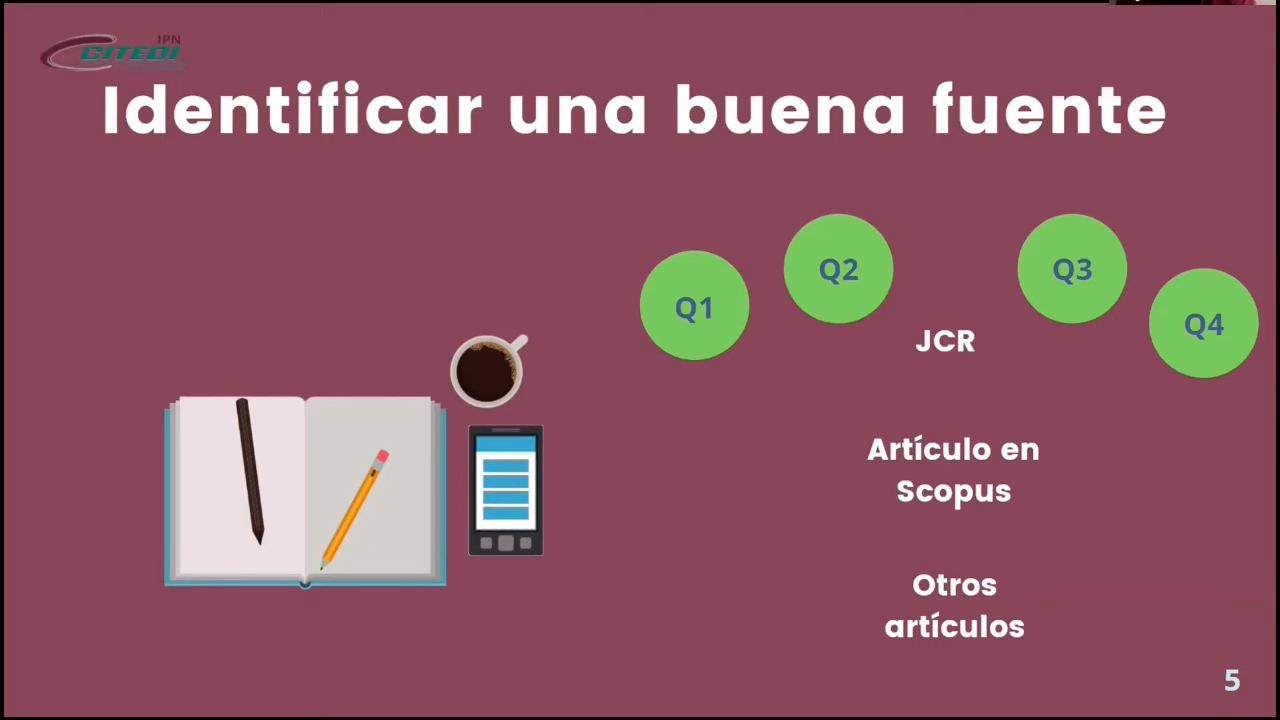 IPN
CITEDI
Identificar una buena fuente
Q1
Q2
Q3
Q4
JCR
Artículo en
Scopus
Otros
artículos
5